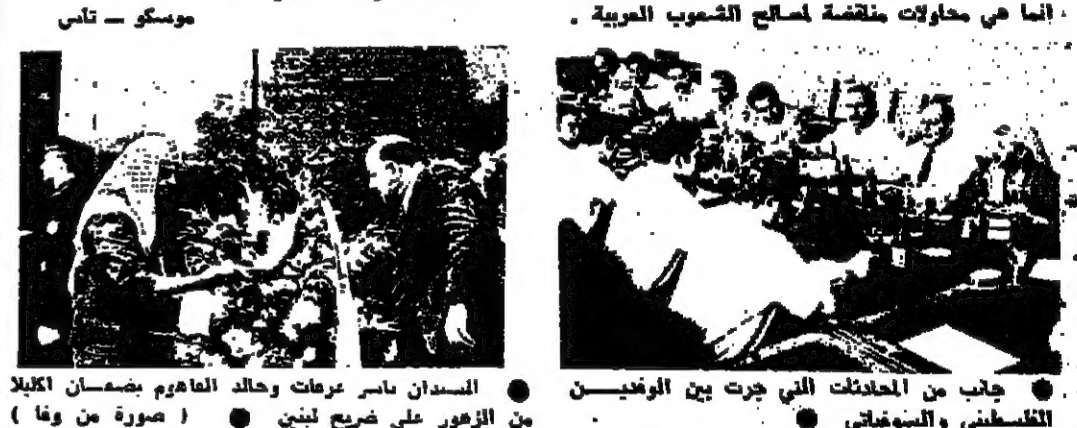 انما هي محاولات مناقضة لمصالح الشعوب العربية .
موسكو — تاس
● جانب من المحادثات التي جرت بين الوفدين
الفلسطيني والسوفياتي ●
● السيدان ياسر عرفات وخالد الفاهوم يضعان اكليلا
من الزهور على ضريح لينين ● ( صورة من وفا )